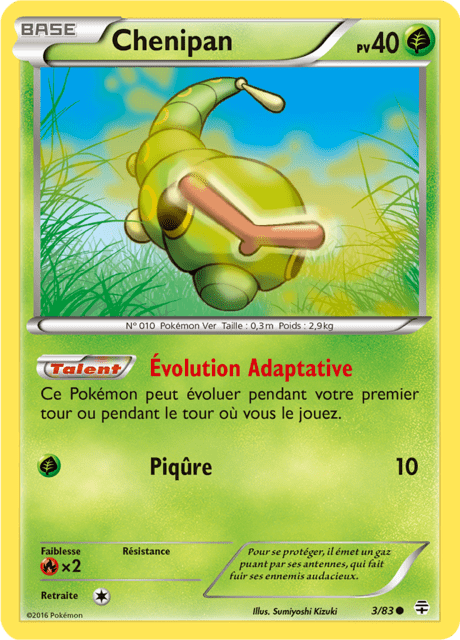 BASE
Chenipan
PV40
N° 010 Pokémon Ver Taille : 0,3m Poids : 2,9kg
Talent
Évolution Adaptative
Ce Pokémon peut évoluer pendant votre premier
tour ou pendant le tour où vous le jouez.
Piqûre 10
Faiblesse Résistance
×2
Retraite
Pour se protéger, il émet un gaz
puant par ses antennes, qui fait
fuir ses ennemis audacieux.
©2016 Pokémon
Illus. Sumiyoshi Kizuki
3/83